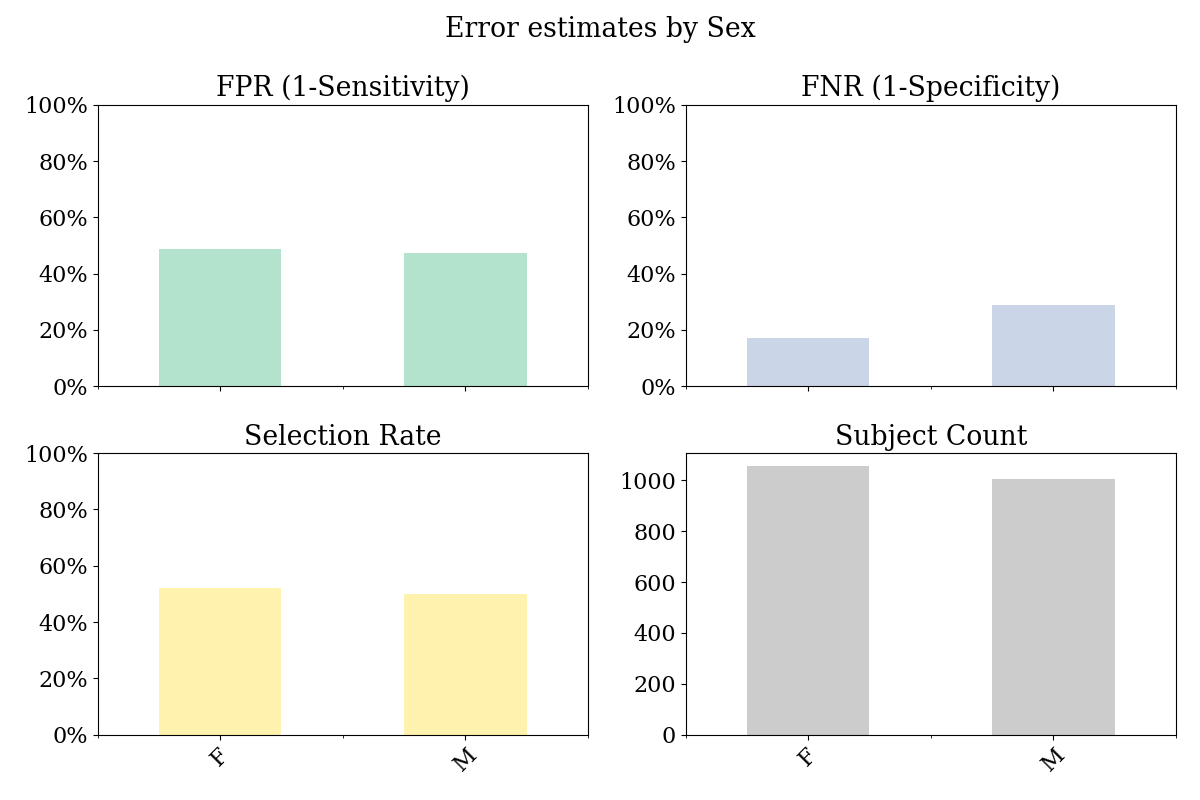 Error estimates by Sex
FPR (1-Sensitivity)
100%
80%
60%
40%
20%
0%
FNR (1-Specificity)
100%
80%
60%
40%
20%
0%
Selection Rate
100%
80%
60%
40%
20%
0%
F
M
Subject Count
1000
800
600
400
200
0
F
M